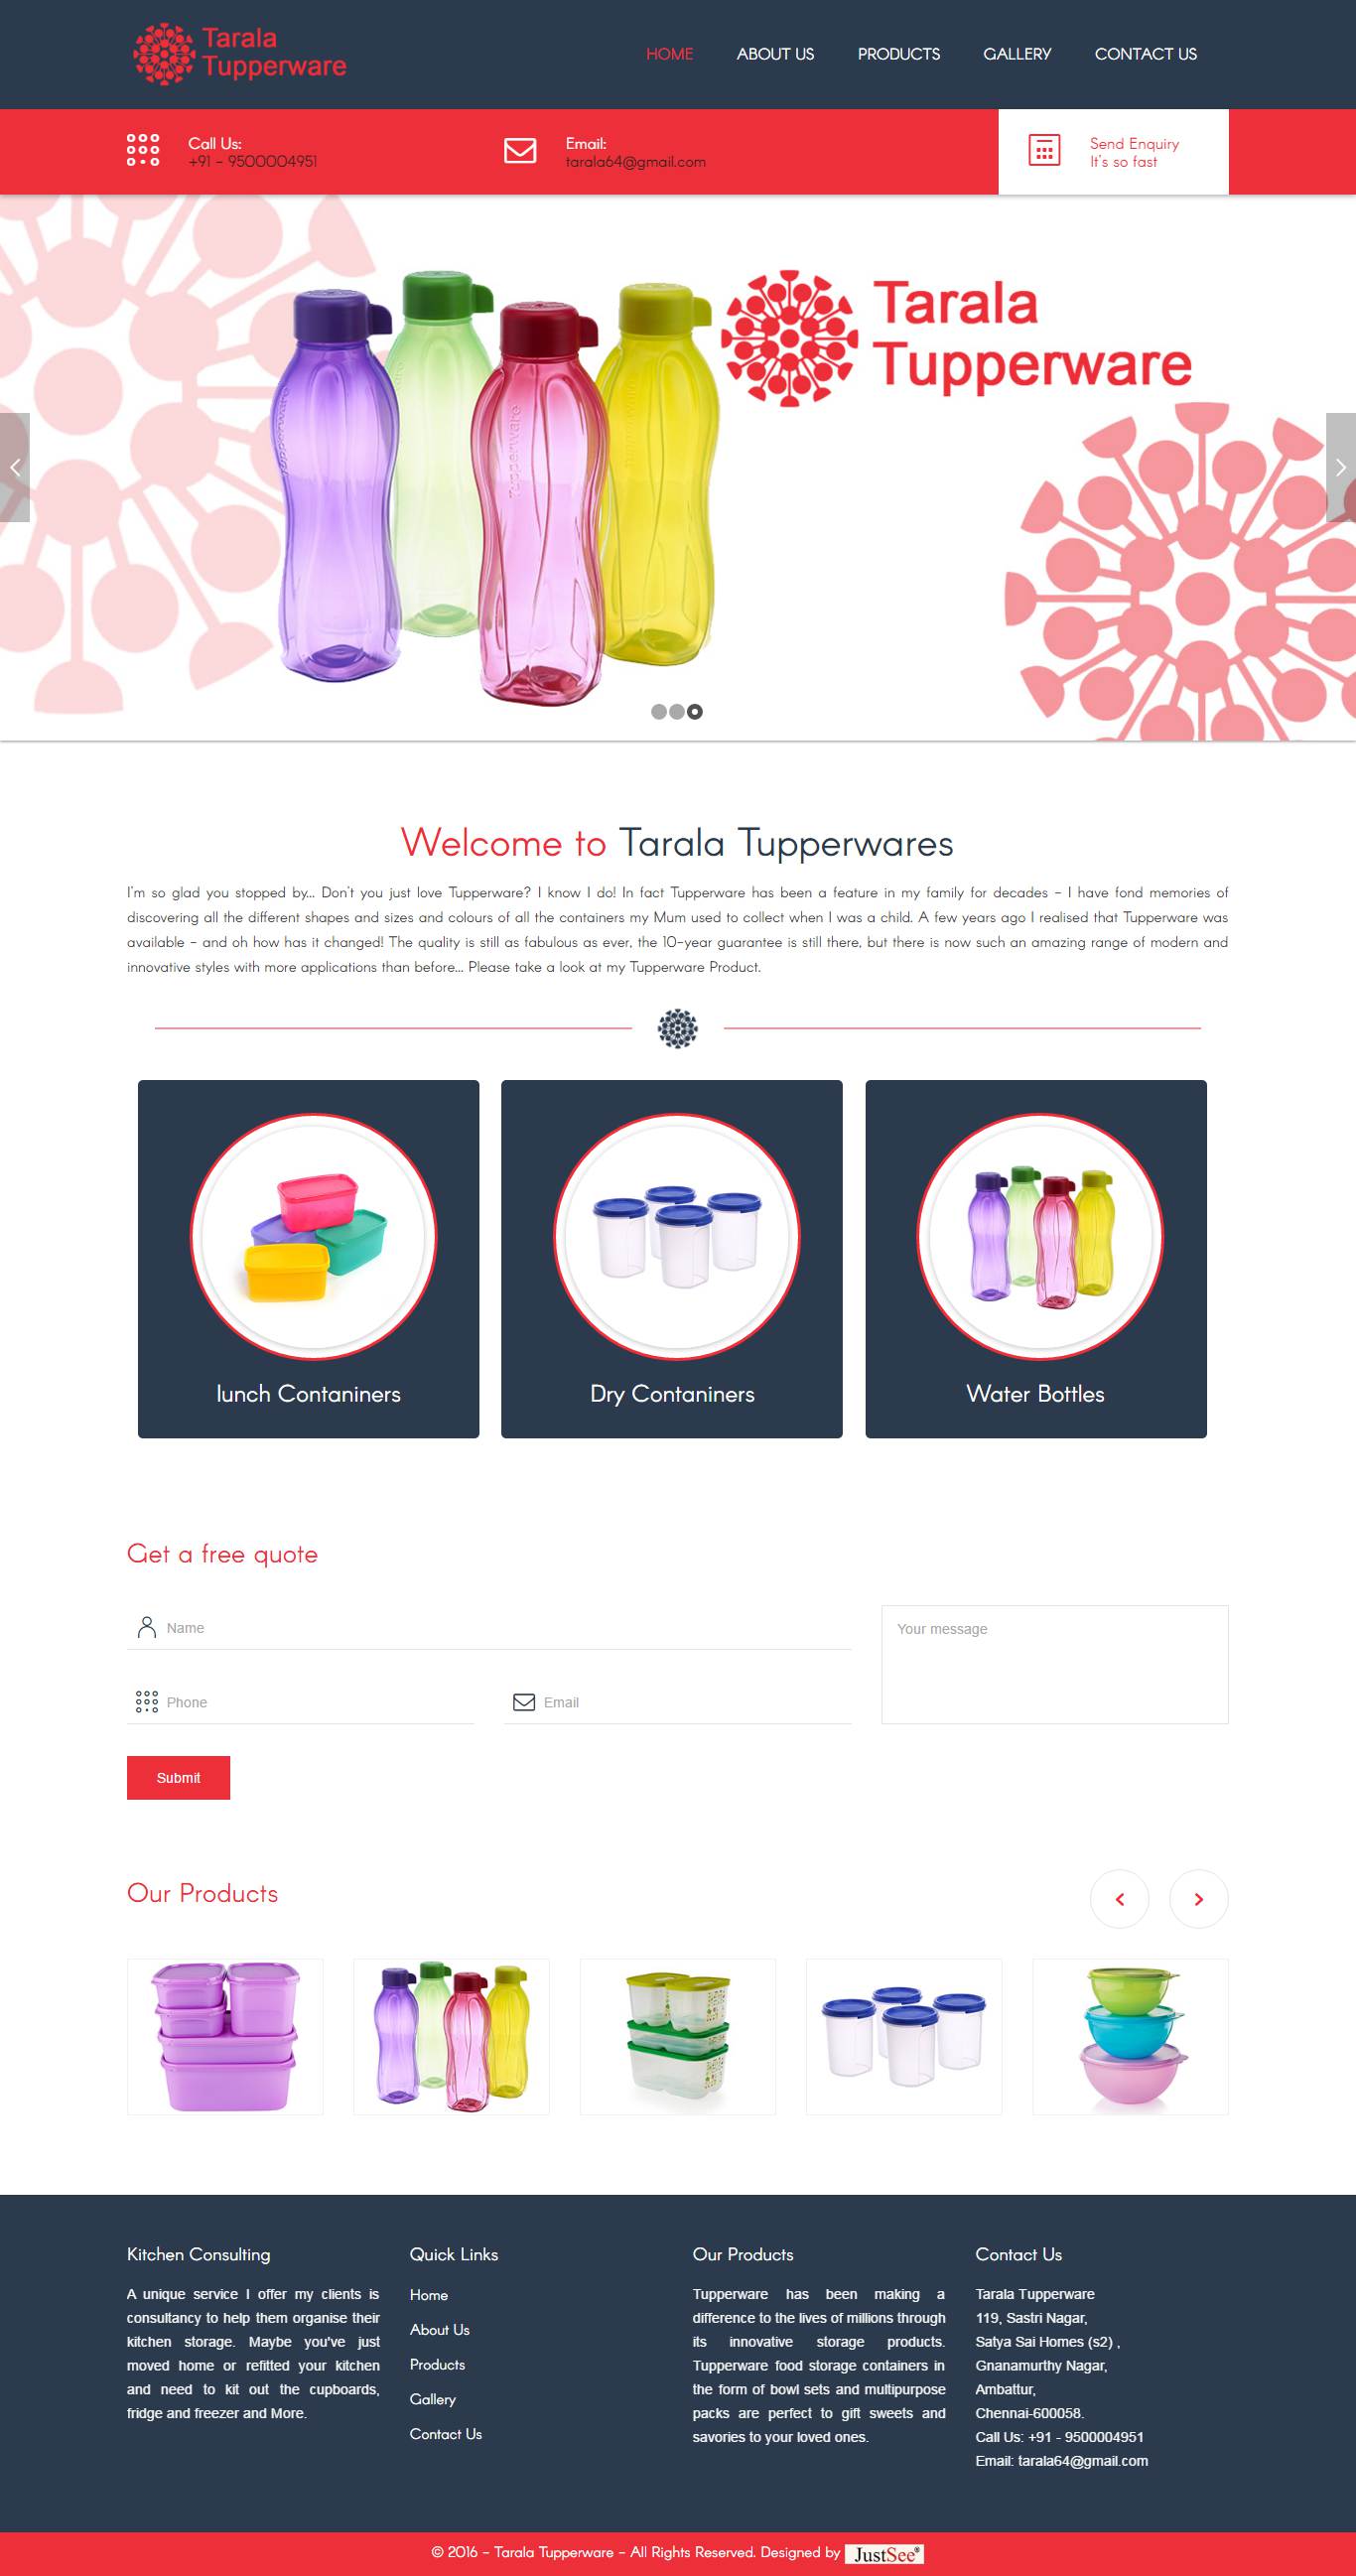 Tarala
Tupperware
HOME ABOUT US PRODUCTS GALLERY CONTACT US
Call Us:
+91 - 9500004951
Email:
tarala64@gmail.com
Send Enquiry
It's so fast
Tarala
Tupperware
Tupperware
Tupperware
Welcome to Tarala Tupperwares
I'm so glad you stopped by... Don't you just love Tupperware? I know I do! In fact Tupperware has been a feature in my family for decades - I have fond memories of
discovering all the different shapes and sizes and colours of all the containers my Mum used to collect when I was a child. A few years ago I realised that Tupperware was
available - and oh how has it changed! The quality is still as fabulous as ever, the 10-year guarantee is still there, but there is now such an amazing range of modern and
innovative styles with more applications than before... Please take a look at my Tupperware Product.
lunch Contaniners
Dry Contaniners
Water Bottles
Get a free quote
Name
Your message
Phone
Email
Submit
Our Products
Kitchen Consulting
A unique service I offer my clients is
consultancy to help them organise their
kitchen storage. Maybe you've just
moved home or refitted your kitchen
and need to kit out the cupboards,
fridge and freezer and More.
Quick Links
Home
About Us
Products
Gallery
Contact Us
Our Products
Tupperware has been making a
difference to the lives of millions through
its innovative storage products.
Tupperware food storage containers in
the form of bowl sets and multipurpose
packs are perfect to gift sweets and
savories to your loved ones.
Contact Us
Tarala Tupperware
119, Sastri Nagar,
Satya Sai Homes (s2) ,
Gnanamurthy Nagar,
Ambattur,
Chennai-600058.
Call Us: +91 - 9500004951
Email: tarala64@gmail.com
© 2016 - Tarala Tupperware - All Rights Reserved. Designed by JustSee®